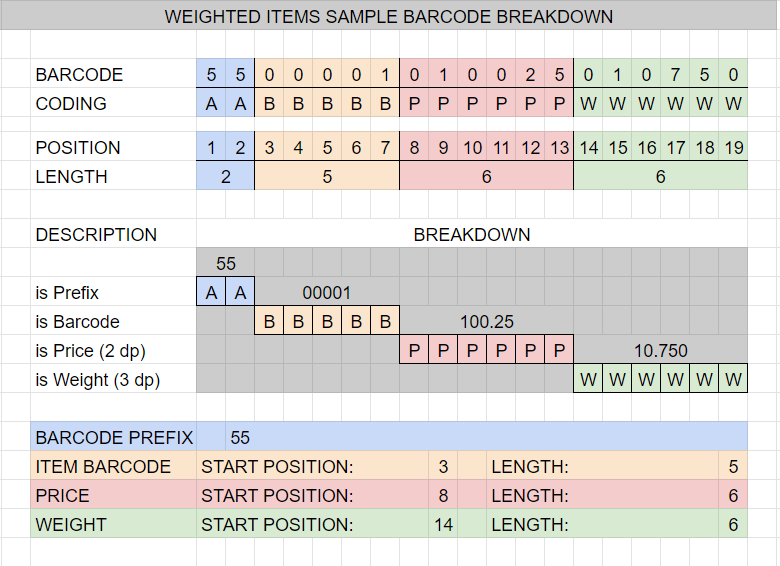 WEIGHTED ITEMS SAMPLE BARCODE BREAKDOWN
BARCODE 5 5 0 0 0 0 1 0 1 0 0 2 5 0 1 0 7 5 0
CODING A A B B B B B P P P P P P W W W W W W
POSITION 1 2 3 4 5 6 7 8 9 10 11 12 13 14 15 16 17 18 19
LENGTH 2 5 6 6
DESCRIPTION BREAKDOWN
55
is Prefix A A 00001
is Barcode B B B B B 100.25
is Price (2 dp) P P P P P P 10.750
is Weight (3 dp) W W W W W W
BARCODE PREFIX 55
ITEM BARCODE START POSITION: 3 LENGTH: 5
PRICE START POSITION: 8 LENGTH: 6
WEIGHT START POSITION: 14 LENGTH: 6